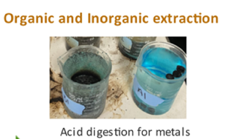 Organic and Inorganic extraction
Acid digestion for metals